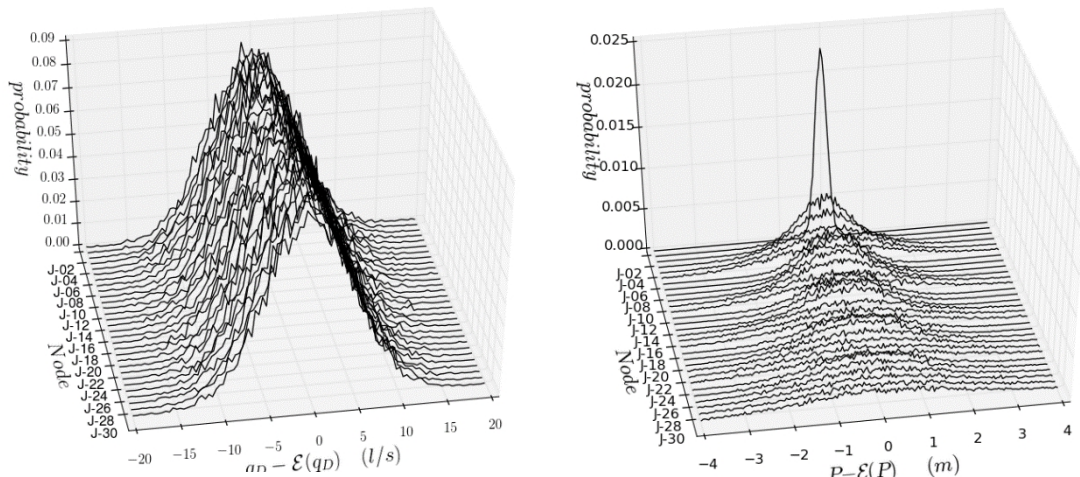 0.09
0.08
0.07
0.06
0.05
0.04
0.03
0.02
0.01
0.00
probability
J-02
J-04
J-06
J-08
J-10
J-12
J-14
J-16
J-18
J-20
J-22
J-24
J-26
J-28
J-30
Node
−20
−15
−10
−5
0
5
10
15
20
q_D − ℰ(q_D) (l/s)
0.025
0.020
0.015
0.010
0.005
0.000
probability
J-02
J-04
J-06
J-08
J-10
J-12
J-14
J-16
J-18
J-20
J-22
J-24
J-26
J-28
J-30
Node
−4
−3
−2
−1
0
1
2
3
4
P−ℰ(P) (m)